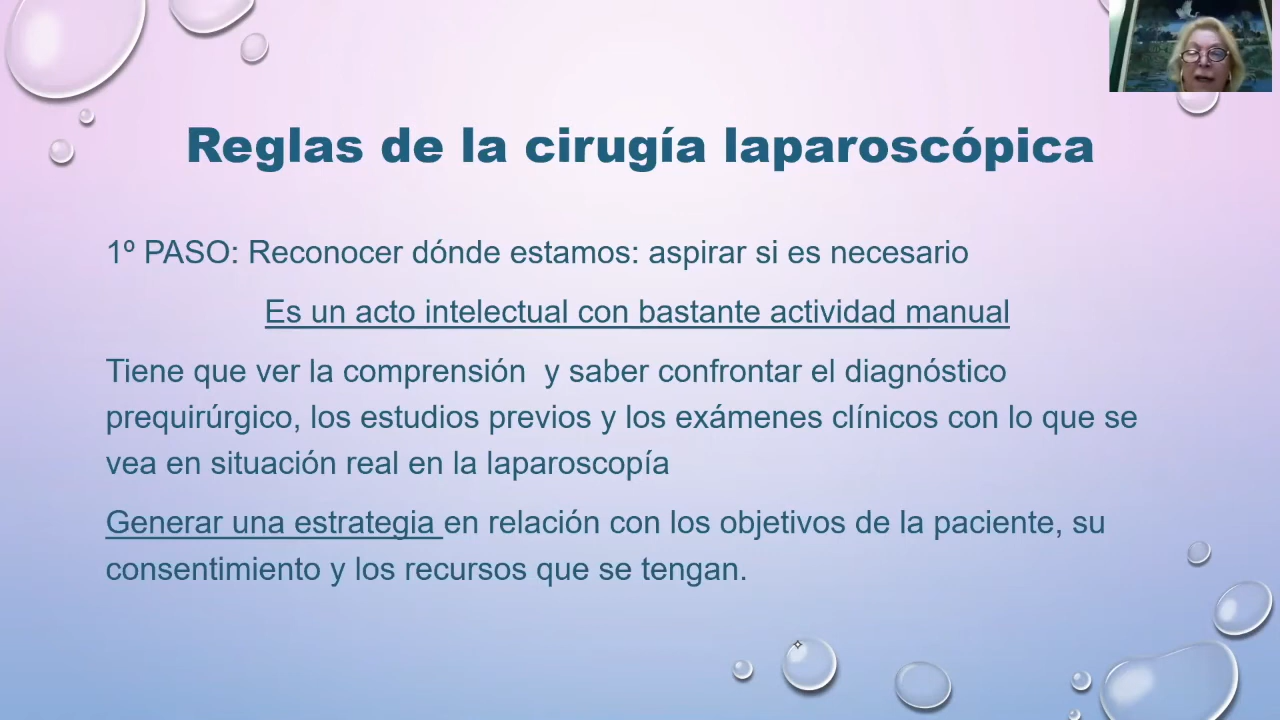 Reglas de la cirugía laparoscópica
1º PASO: Reconocer dónde estamos: aspirar si es necesario
Es un acto intelectual con bastante actividad manual
Tiene que ver la comprensión  y saber confrontar el diagnóstico
prequirúrgico, los estudios previos y los exámenes clínicos con lo que se
vea en situación real en la laparoscopía
Generar una estrategia en relación con los objetivos de la paciente, su
consentimiento y los recursos que se tengan.